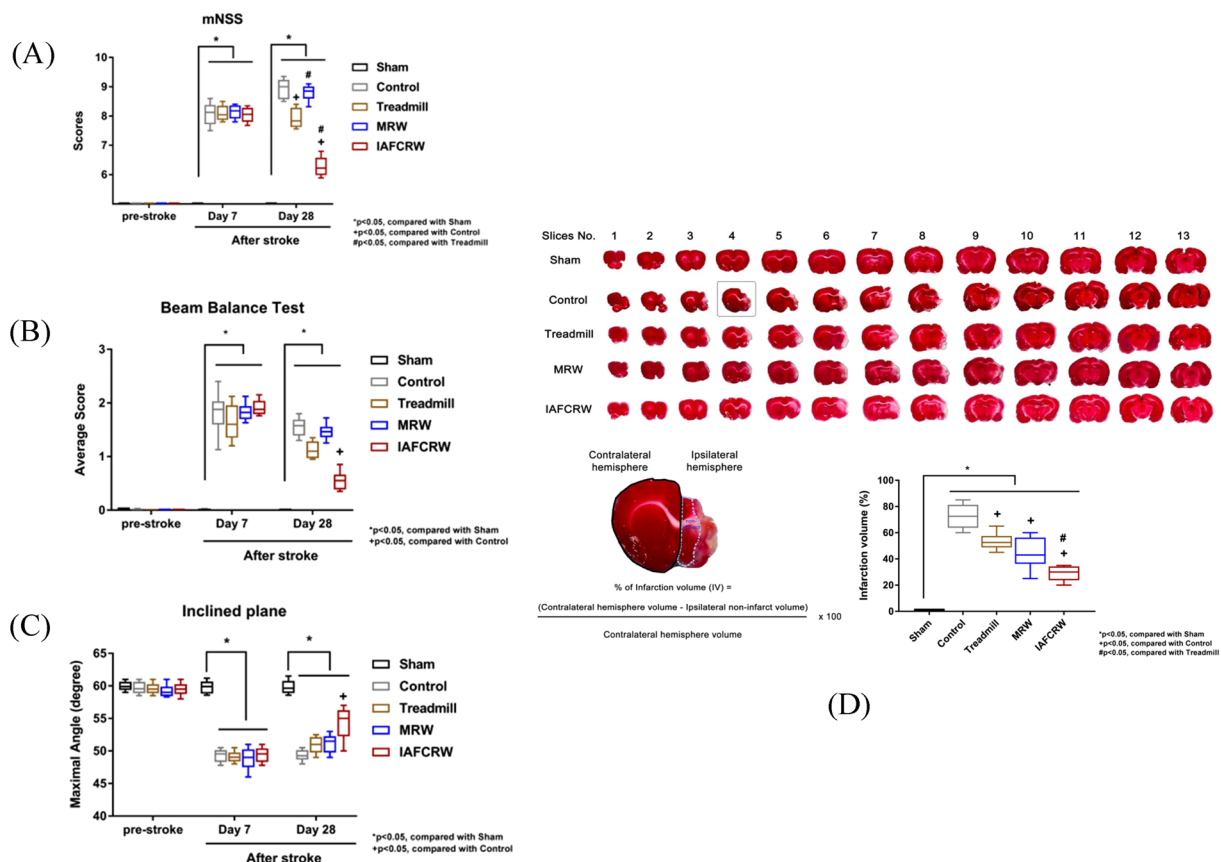 (A)
mNSS
Scores
10
9
8
7
6
* *
# + # +
Sham
Control
Treadmill
MRW
IAFCRW
pre-stroke Day 7 Day 28
After stroke
*p<0.05, compared with Sham
+p<0.05, compared with Control
#p<0.05, compared with Treadmill
(B)
Beam Balance Test
Average Score
3
2
1
0
* *
+
Sham
Control
Treadmill
MRW
IAFCRW
pre-stroke Day 7 Day 28
After stroke
*p<0.05, compared with Sham
+p<0.05, compared with Control
(C)
Inclined plane
Maximal Angle (degree)
65
60
55
50
45
40
* *
+
Sham
Control
Treadmill
MRW
IAFCRW
pre-stroke Day 7 Day 28
After stroke
*p<0.05, compared with Sham
+p<0.05, compared with Control
Slices No. 1 2 3 4 5 6 7 8 9 10 11 12 13
Sham
Control
Treadmill
MRW
IAFCRW
Contralateral hemisphere
Ipsilateral hemisphere
% of Infarction volume (IV) =
(Contralateral hemisphere volume - Ipsilateral non-infarct volume)
x 100
Contralateral hemisphere volume
Infarction volume (%)
100
80
60
40
20
0
*
+ + # +
Sham Control Treadmill MRW IAFCRW
*p<0.05, compared with Sham
+p<0.05, compared with Control
#p<0.05, compared with Treadmill
(D)